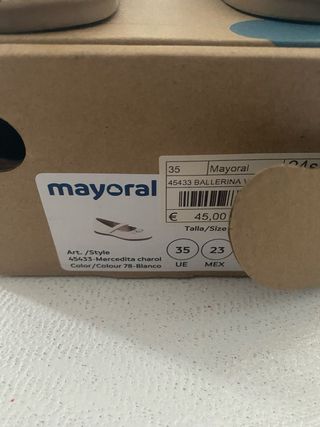 35 Mayoral
45433 BALLERINA
€ 45,00
Talla/Size
mayoral
Art. /Style
45433-Mercedita charol
Color/Colour 78-Blanco
35 23
UE MEX